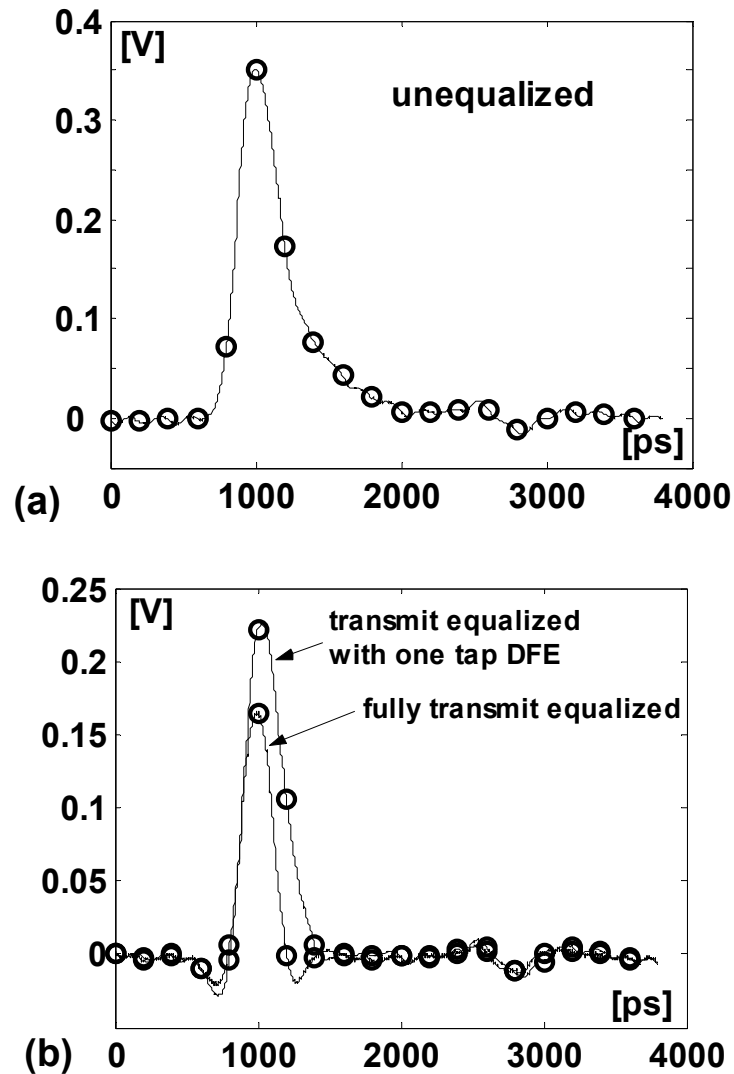 0.4
[V]
unequalized
0.3
0.2
0.1
0
[ps]
(a)
0 1000 2000 3000 4000
0.25
[V]
transmit equalized
with one tap DFE
0.2
fully transmit equalized
0.15
0.1
0.05
0
[ps]
(b)
0 1000 2000 3000 4000